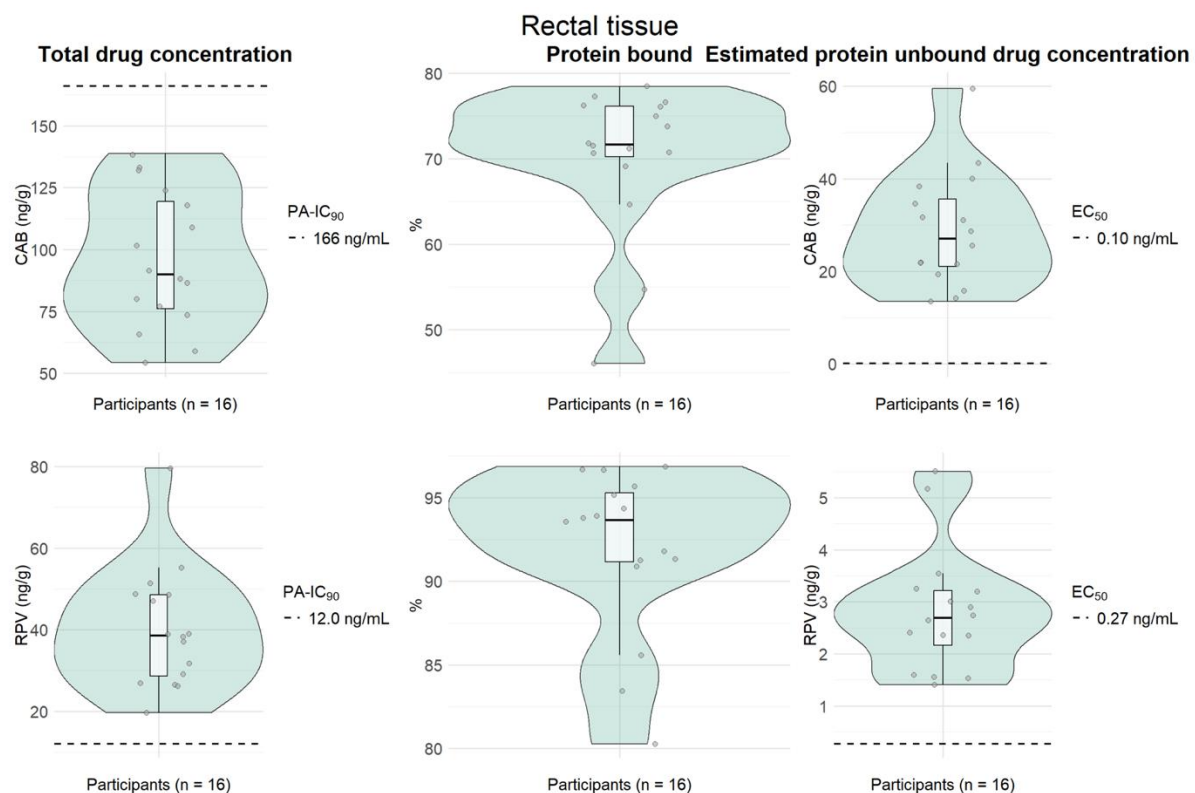 Rectal tissue
Total drug concentration
Protein bound
Estimated protein unbound drug concentration
150
125
100
75
50
CAB (ng/g)
Participants (n = 16)
PA-IC90
166 ng/mL
80
70
60
50
%
Participants (n = 16)
60
40
20
0
CAB (ng/g)
Participants (n = 16)
EC50
0.10 ng/mL
80
60
40
20
RPV (ng/g)
Participants (n = 16)
PA-IC90
12.0 ng/mL
95
90
85
80
%
Participants (n = 16)
5
4
3
2
1
RPV (ng/g)
Participants (n = 16)
EC50
0.27 ng/mL